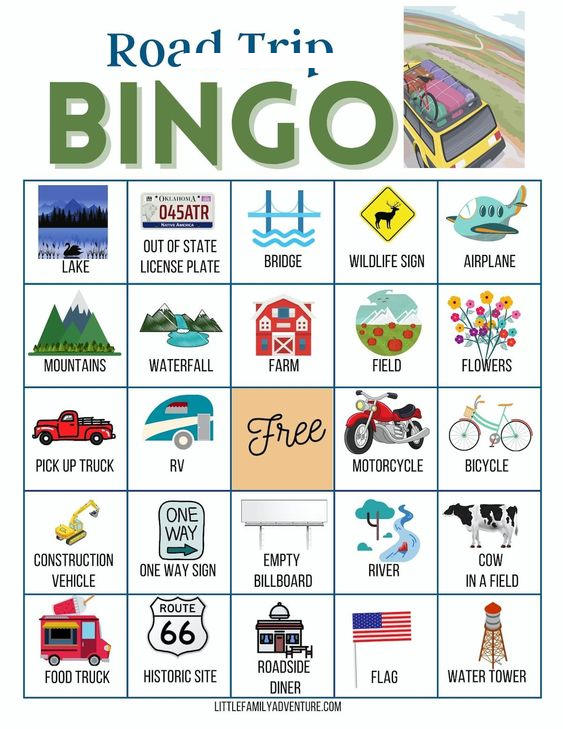 Road Trip
BINGO
LAKE
OKLAHOMA
045ATR
Native America
OUT OF STATE
LICENSE PLATE
BRIDGE
WILDLIFE SIGN
AIRPLANE
MOUNTAINS
WATERFALL
FARM
FIELD
FLOWERS
PICK UP TRUCK
RV
Free
MOTORCYCLE
BICYCLE
CONSTRUCTION
VEHICLE
ONE
WAY
ONE WAY SIGN
EMPTY
BILLBOARD
RIVER
COW
IN A FIELD
FOOD TRUCK
ROUTE
66
HISTORIC SITE
ROADSIDE
DINER
FLAG
WATER TOWER
LITTLEFAMILYADVENTURE.COM